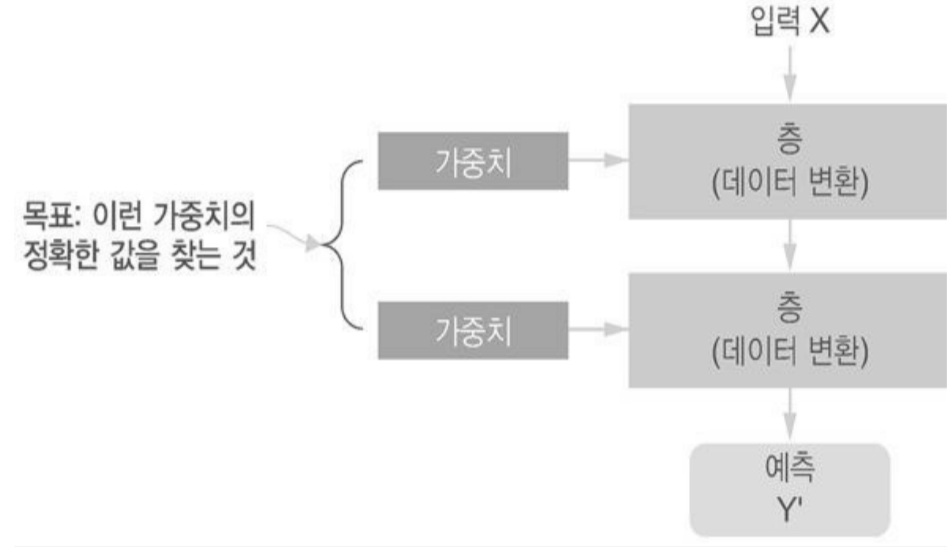 입력 X
가중치
층
(데이터 변환)
목표: 이런 가중치의
정확한 값을 찾는 것
가중치
층
(데이터 변환)
예측
Y'